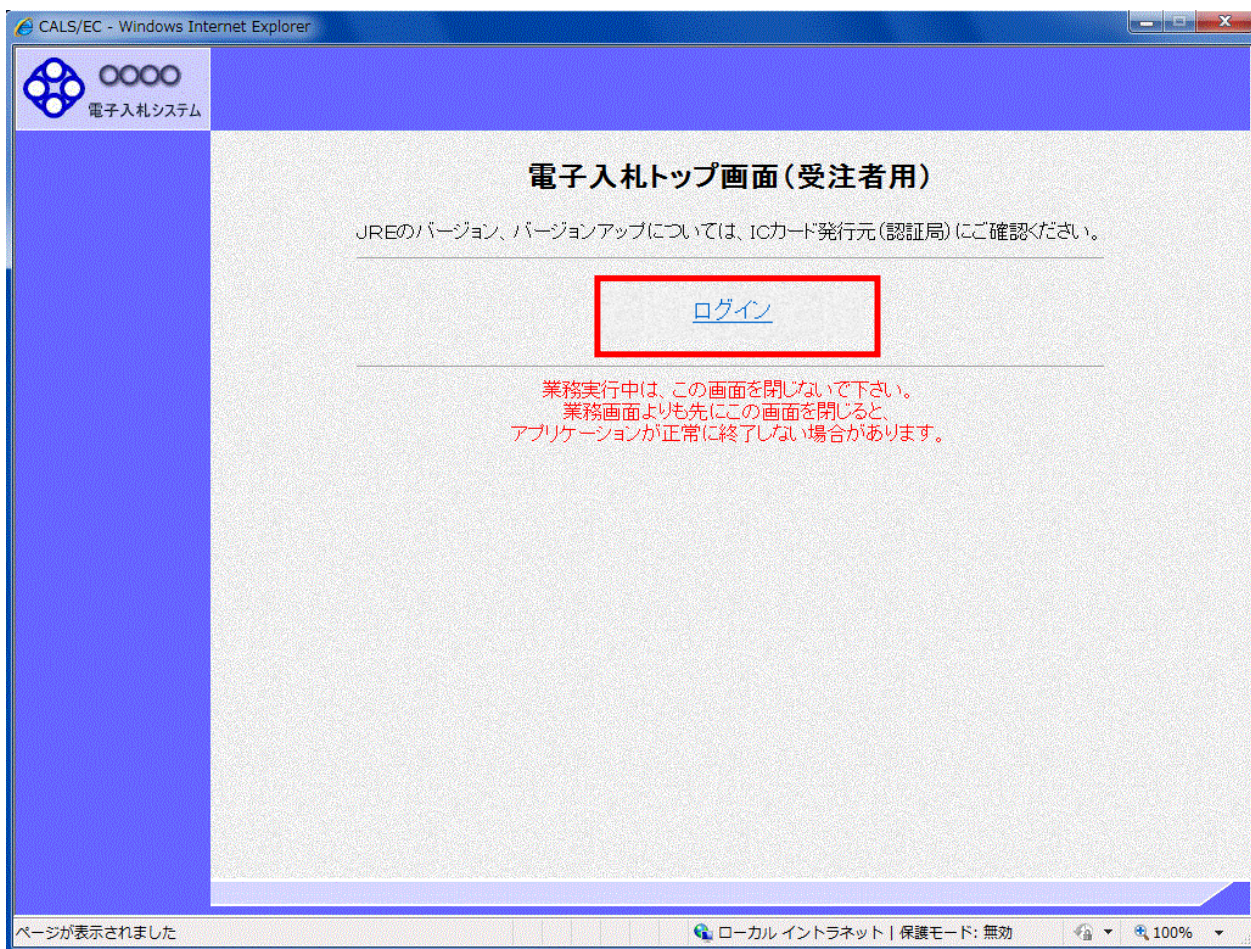 CALS/EC - Windows Internet Explorer
○○○○
電子入札システム
電子入札トップ画面（受注者用）
JREのバージョン、バージョンアップについては、ICカード発行元（認証局）にご確認ください。
ログイン
業務実行中は、この画面を閉じないで下さい。
業務画面よりも先にこの画面を閉じると、
アプリケーションが正常に終了しない場合があります。
ページが表示されました
ローカル イントラネット | 保護モード: 無効
100%